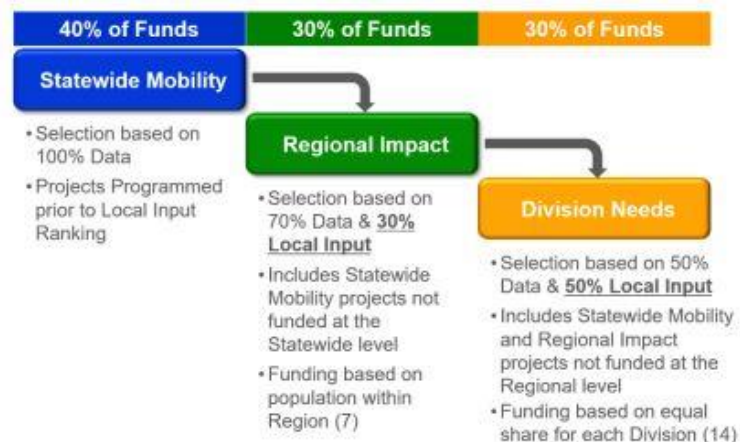 40% of Funds
30% of Funds
30% of Funds
Statewide Mobility
• Selection based on
100% Data
• Projects Programmed
prior to Local Input
Ranking
Regional Impact
• Selection based on
70% Data & 30%
Local Input
• Includes Statewide
Mobility projects not
funded at the
Statewide level
• Funding based on
population within
Region (7)
Division Needs
• Selection based on 50%
Data & 50% Local Input
• Includes Statewide Mobility
and Regional Impact
projects not funded at the
Regional level
• Funding based on equal
share for each Division (14)